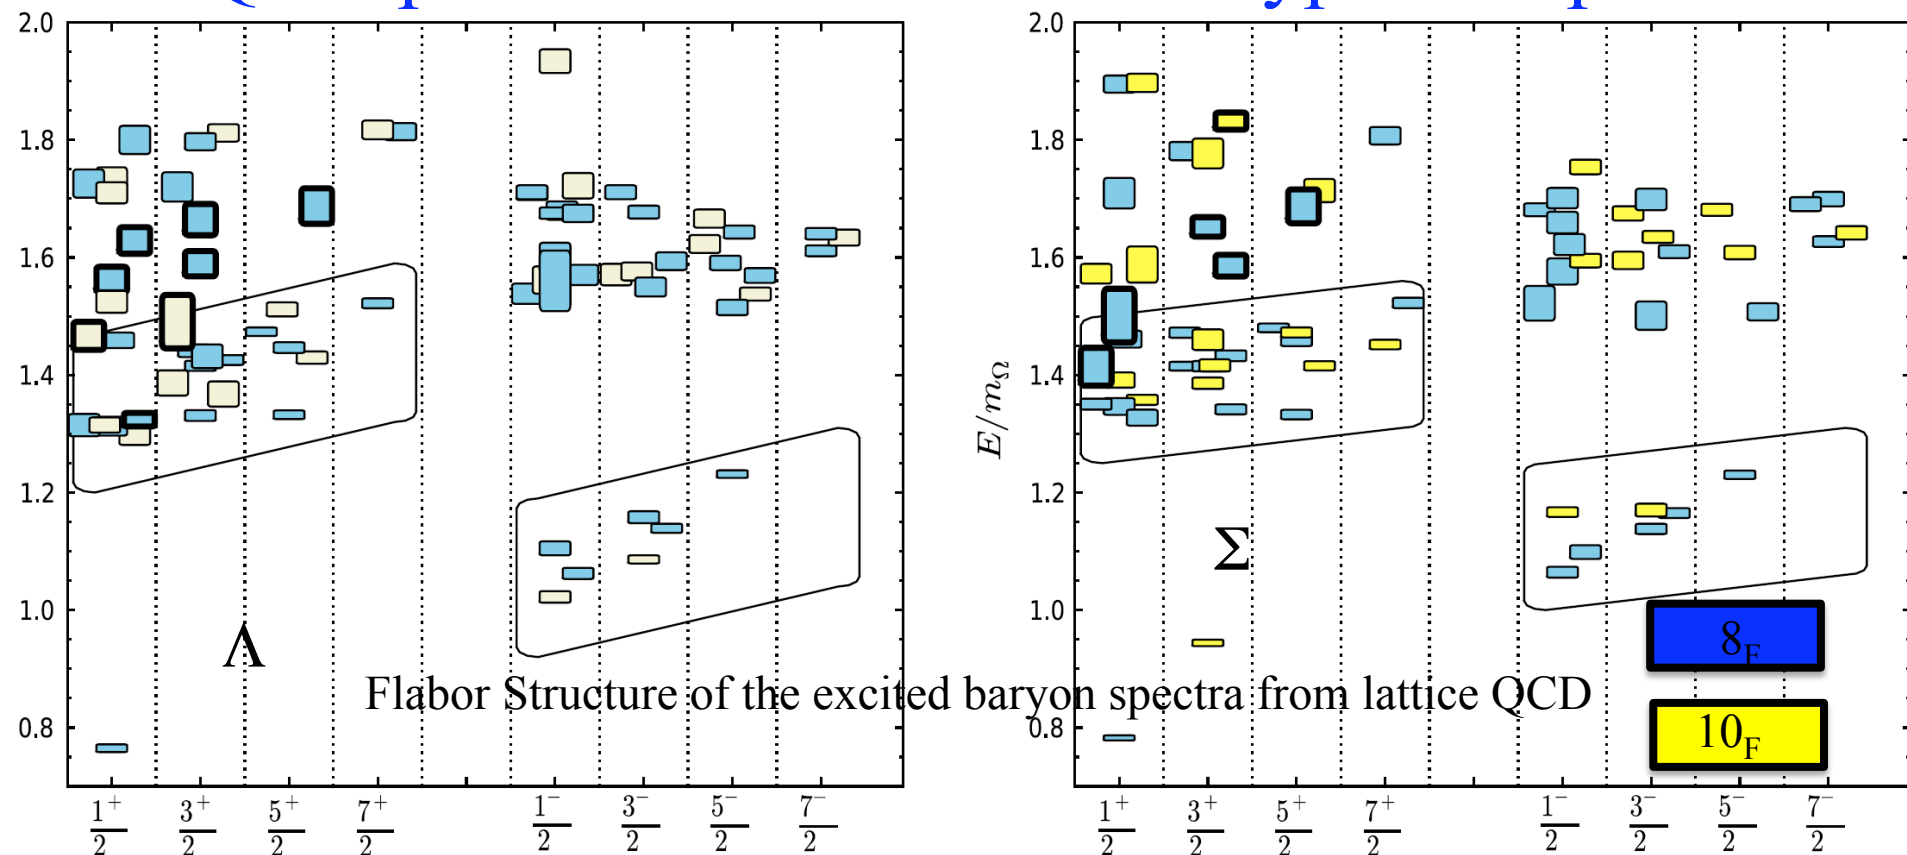 2.0
1.8
1.6
1.4
1.2
1.0
0.8
Λ
1⁺/2 3⁺/2 5⁺/2 7⁺/2 1⁻/2 3⁻/2 5⁻/2 7⁻/2
Flabor Structure of the excited baryon spectra from lattice QCD
E/m_Ω
2.0
1.8
1.6
1.4
1.2
1.0
0.8
Σ
8_F
10_F
1⁺/2 3⁺/2 5⁺/2 7⁺/2 1⁻/2 3⁻/2 5⁻/2 7⁻/2